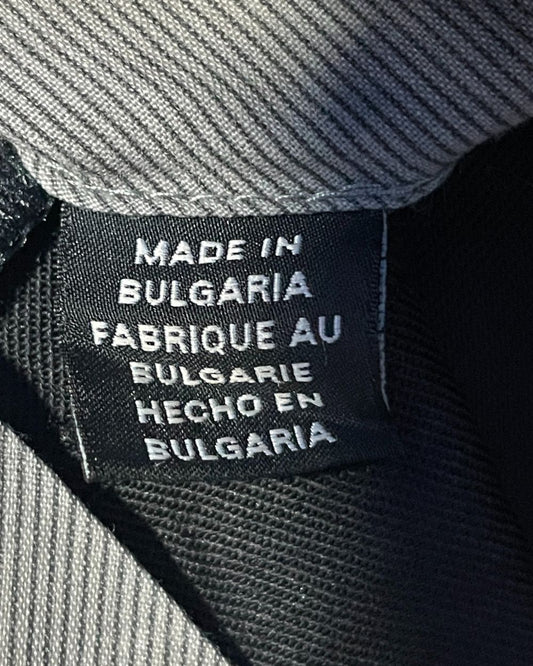 MADE IN
BULGARIA
FABRIQUE AU
BULGARIE
HECHO EN
BULGARIA